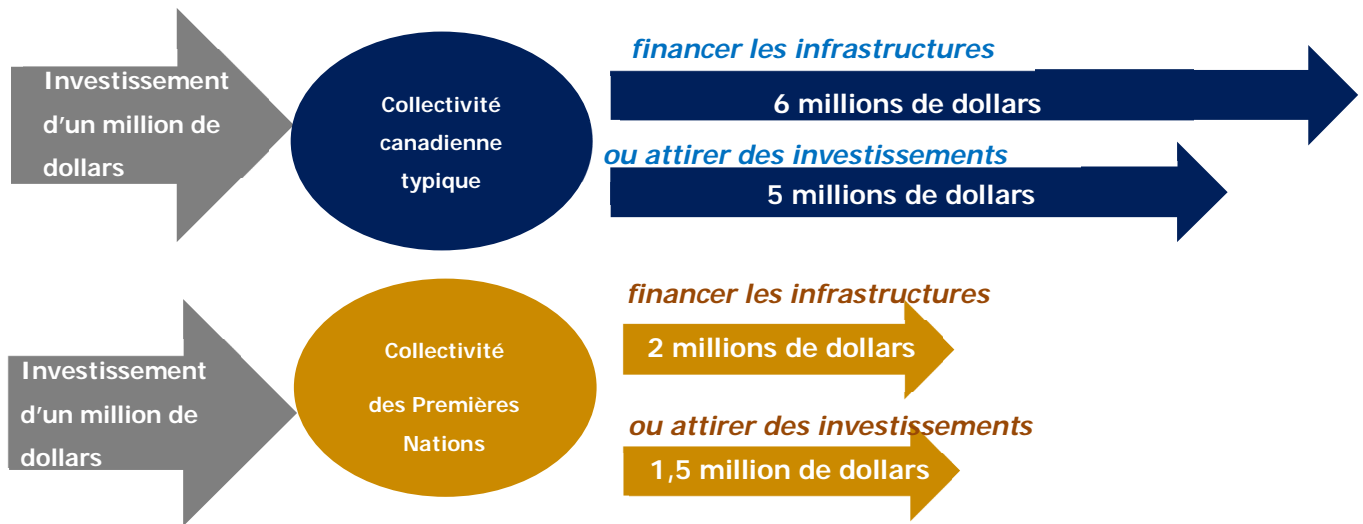 Investissement
d'un million de
dollars
Collectivité
canadienne
typique
financer les infrastructures
6 millions de dollars
ou attirer des investissements
5 millions de dollars
Investissement
d'un million de
dollars
Collectivité
des Premières
Nations
financer les infrastructures
2 millions de dollars
ou attirer des investissements
1,5 million de dollars